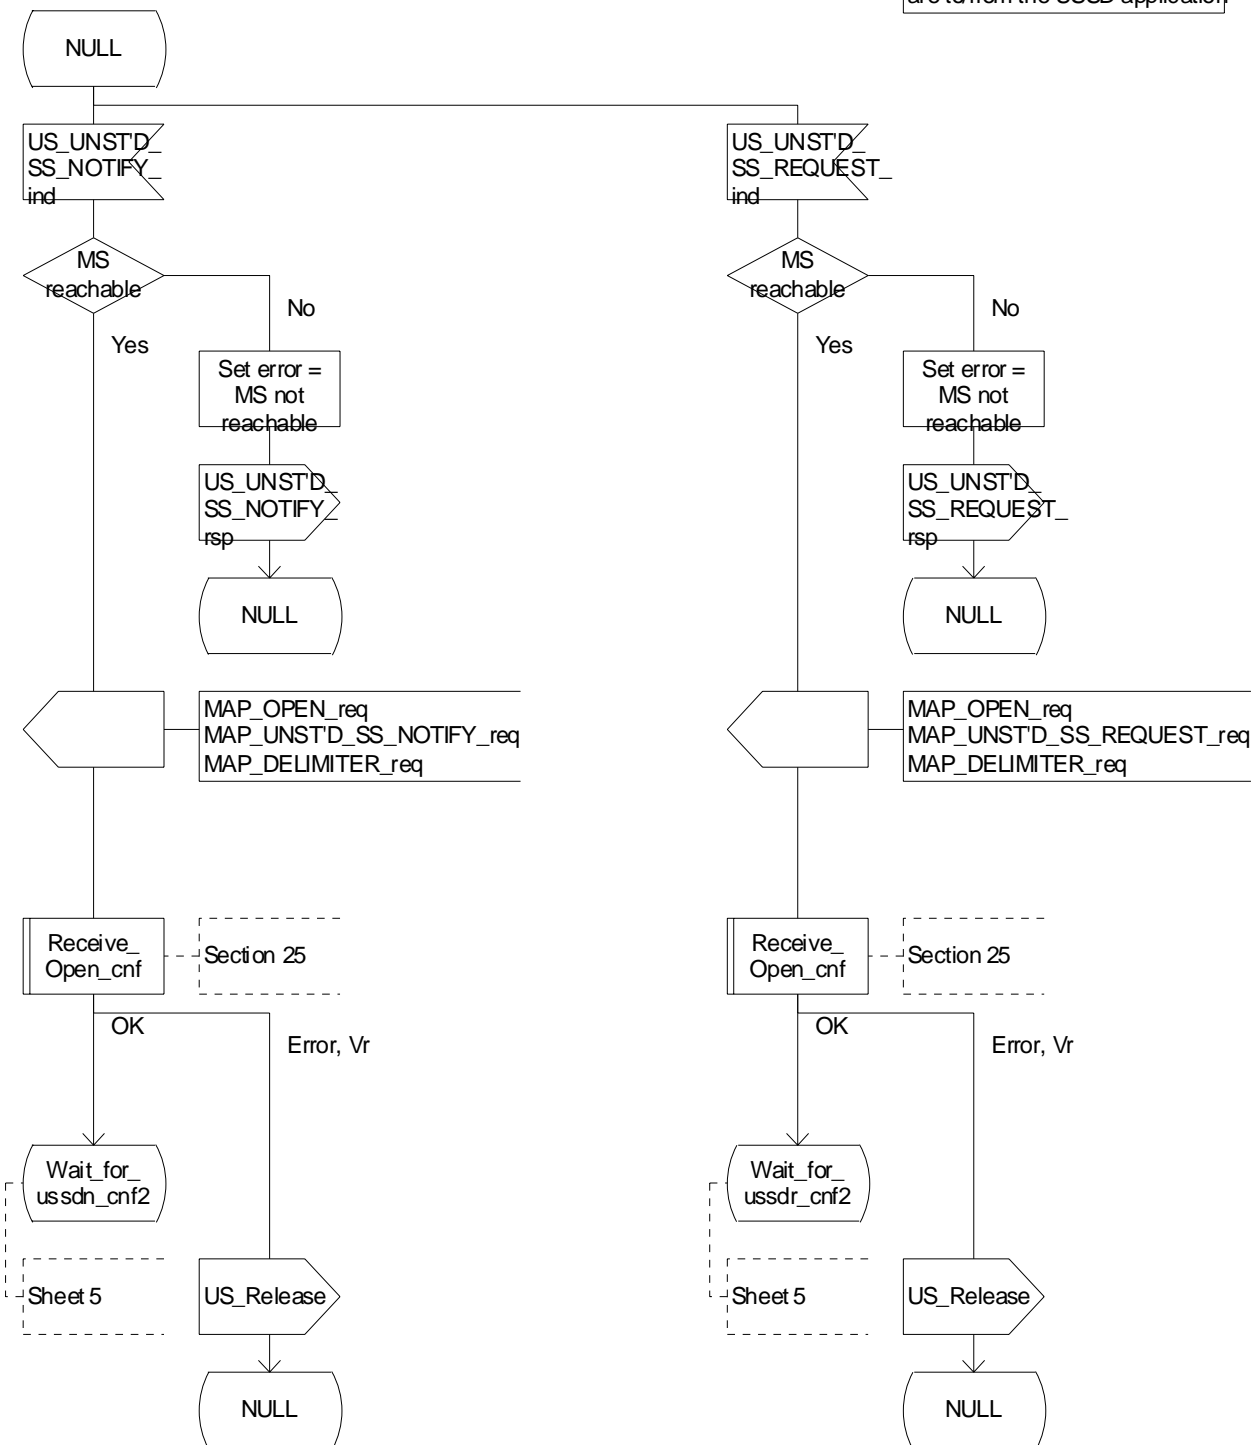 are to/from the USSD application.
NULL
US_UNST'D_
SS_NOTIFY_
ind
MS
reachable
No
Yes
Set error =
MS not
reachable
US_UNST'D_
SS_NOTIFY_
rsp
NULL
MAP_OPEN_req
MAP_UNST'D_SS_NOTIFY_req
MAP_DELIMITER_req
Receive_
Open_cnf
Section 25
OK
Error, Vr
Wait_for_
ussdn_cnf2
Sheet 5
US_Release
NULL
US_UNST'D_
SS_REQUEST_
ind
MS
reachable
No
Yes
Set error =
MS not
reachable
US_UNST'D_
SS_REQUEST_
rsp
NULL
MAP_OPEN_req
MAP_UNST'D_SS_REQUEST_req
MAP_DELIMITER_req
Receive_
Open_cnf
Section 25
OK
Error, Vr
Wait_for_
ussdr_cnf2
Sheet 5
US_Release
NULL